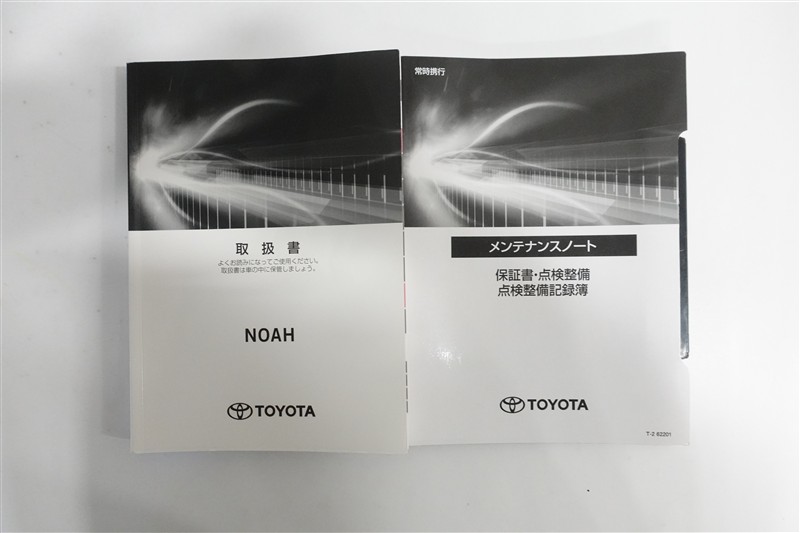 取扱書
よくお読みになってご使用ください。
取扱書は車の中に保管しましょう。
NOAH
TOYOTA
常時携行
メンテナンスノート
保証書・点検整備
点検整備記録簿
TOYOTA
T-2 62201